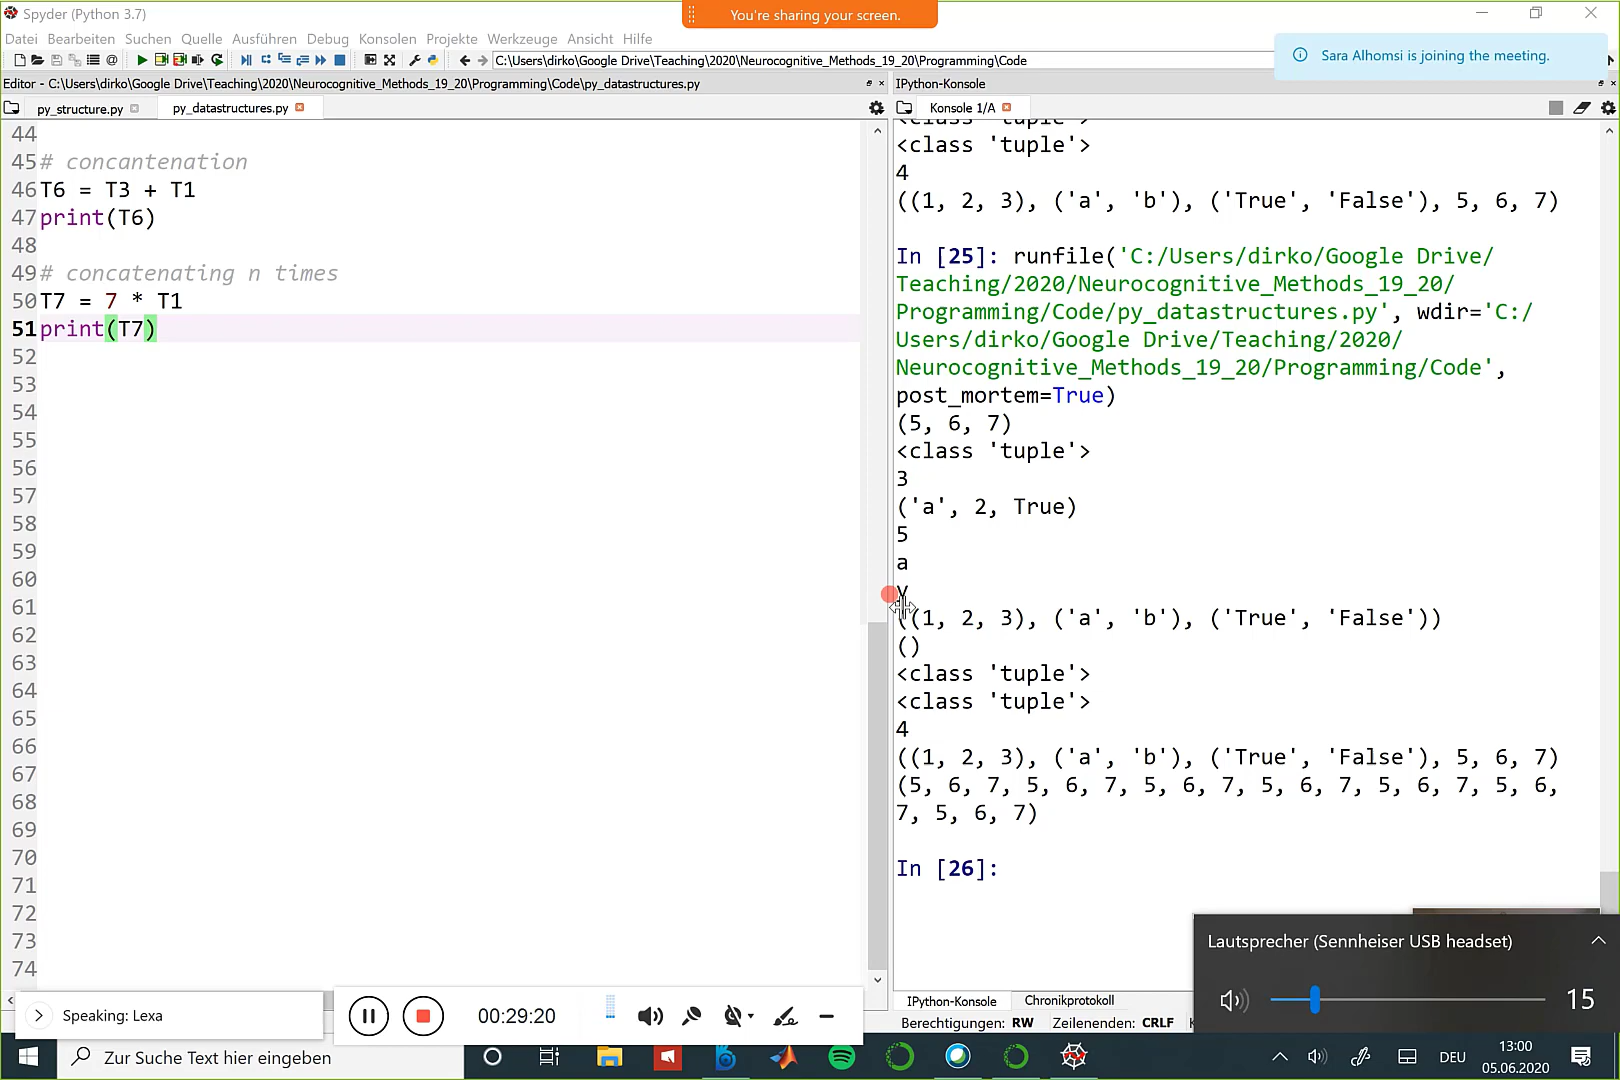 Spyder (Python 3.7)
You're sharing your screen.
Datei Bearbeiten Suchen Quelle Ausführen Debug Konsolen Projekte Werkzeuge Ansicht Hilfe
Sara Alhomsi is joining the meeting.
C:\Users\dirko\Google Drive\Teaching\2020\Neurocognitive_Methods_19_20\Programming\Code
Editor - C:\Users\dirko\Google Drive\Teaching\2020\Neurocognitive_Methods_19_20\Programming\Code\py_datastructures.py
py_structure.py py_datastructures.py
44
45 # concantenation
46 T6 = T3 + T1
47 print(T6)
48
49 # concatenating n times
50 T7 = 7 * T1
51 print(T7)
52
53
54
55
56
57
58
59
60
61
62
63
64
65
66
67
68
69
70
71
72
73
74
IPython-Konsole
Konsole 1/A
<class 'tuple'>
<class 'tuple'>
4
((1, 2, 3), ('a', 'b'), ('True', 'False'), 5, 6, 7)
In [25]: runfile('C:/Users/dirko/Google Drive/
Teaching/2020/Neurocognitive_Methods_19_20/
Programming/Code/py_datastructures.py', wdir='C:/
Users/dirko/Google Drive/Teaching/2020/
Neurocognitive_Methods_19_20/Programming/Code',
post_mortem=True)
(5, 6, 7)
<class 'tuple'>
3
('a', 2, True)
5
a
y
((1, 2, 3), ('a', 'b'), ('True', 'False'))
()
<class 'tuple'>
<class 'tuple'>
4
((1, 2, 3), ('a', 'b'), ('True', 'False'), 5, 6, 7)
(5, 6, 7, 5, 6, 7, 5, 6, 7, 5, 6, 7, 5, 6, 7, 5, 6,
7, 5, 6, 7)
In [26]:
Lautsprecher (Sennheiser USB headset)
15
IPython-Konsole Chronikprotokoll
Berechtigungen: RW Zeilenenden: CRLF
Speaking: Lexa
00:29:20
Zur Suche Text hier eingeben
DEU
13:00
05.06.2020